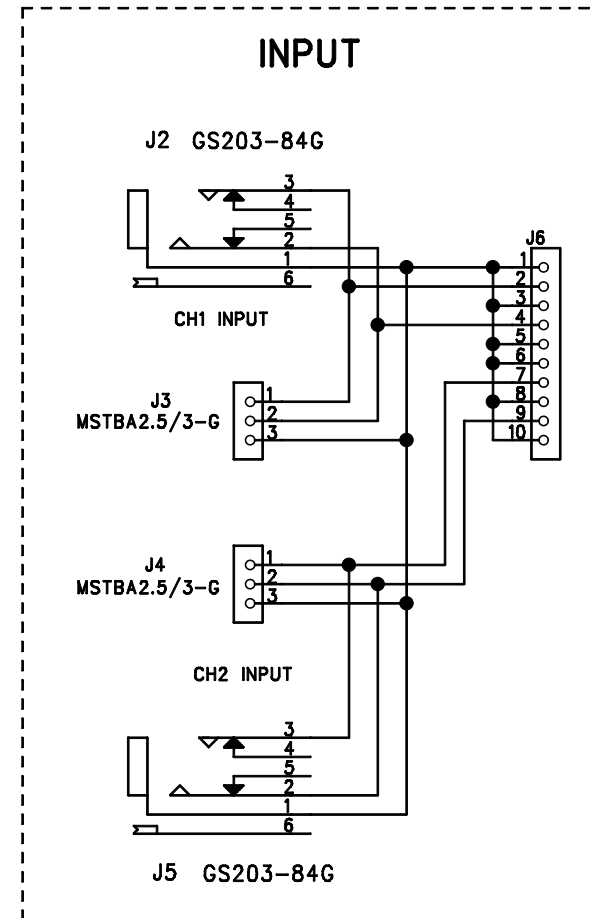 INPUT
J2 GS203-84G
3
4
5
2
1
6
CH1 INPUT
J6
1
2
3
4
5
6
7
8
9
10
J3
MSTBA2.5/3-G
1
2
3
J4
MSTBA2.5/3-G
1
2
3
CH2 INPUT
3
4
5
2
1
6
J5 GS203-84G